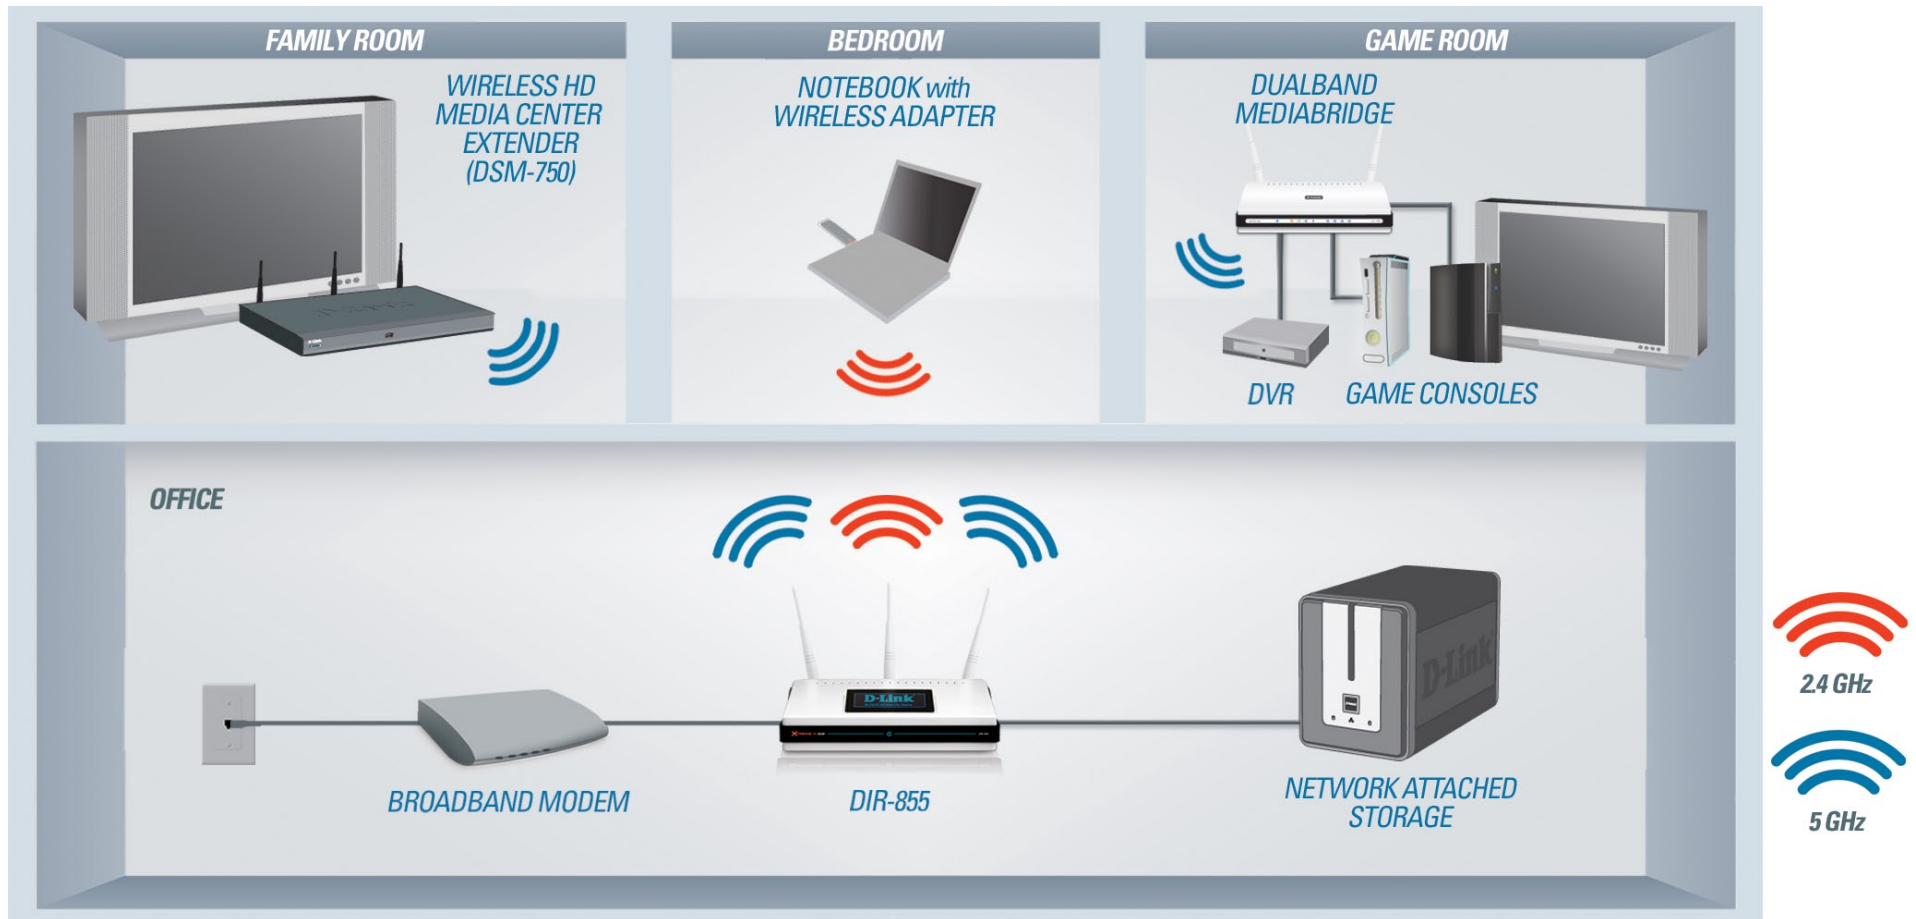 FAMILY ROOM
WIRELESS HD
MEDIA CENTER
EXTENDER
(DSM-750)
BEDROOM
NOTEBOOK with
WIRELESS ADAPTER
GAME ROOM
DUALBAND
MEDIABRIDGE
DVR
GAME CONSOLES
OFFICE
BROADBAND MODEM
D-Link
DIR-855
D-Link
NETWORK ATTACHED
STORAGE
2.4 GHz
5 GHz